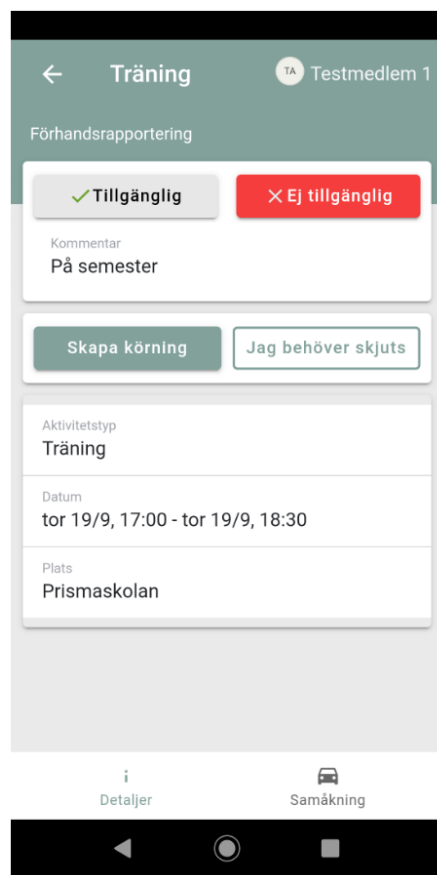 Träning
TA Testmedlem 1
Förhandsrapportering
Tillgänglig
Ej tillgänglig
Kommentar
På semester
Skapa körning
Jag behöver skjuts
Aktivitetstyp
Träning
Datum
tor 19/9, 17:00 - tor 19/9, 18:30
Plats
Prismaskolan
Detaljer
Samåkning